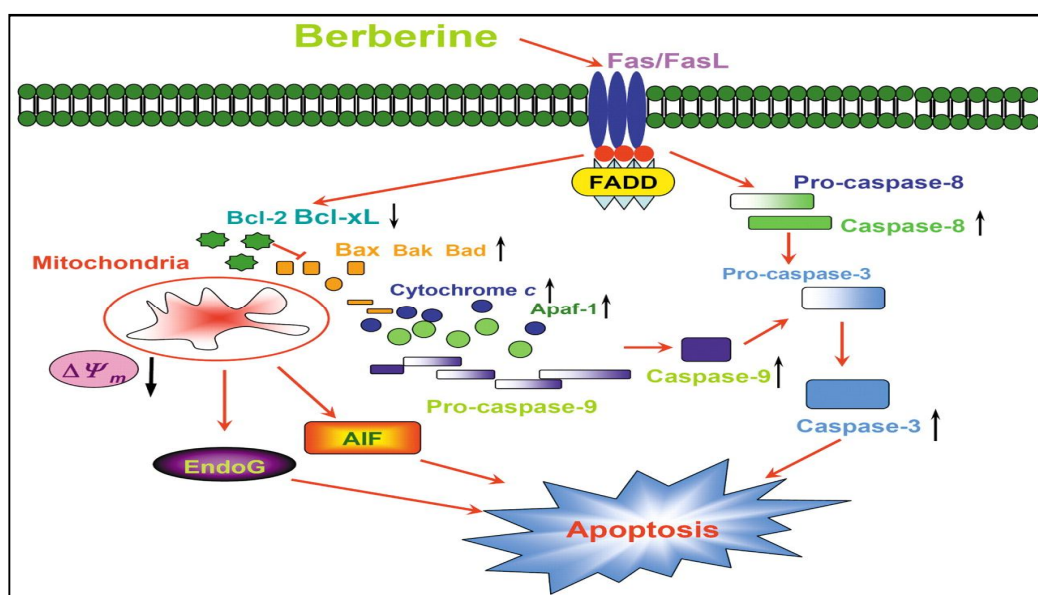 Berberine
Fas/FasL
FADD
Pro-caspase-8
Caspase-8
Bcl-2 Bcl-xL
Bax Bak Bad
Mitochondria
Pro-caspase-3
Cytochrome c
Apaf-1
ΔΨm
Caspase-9
Pro-caspase-9
Caspase-3
AIF
EndoG
Apoptosis